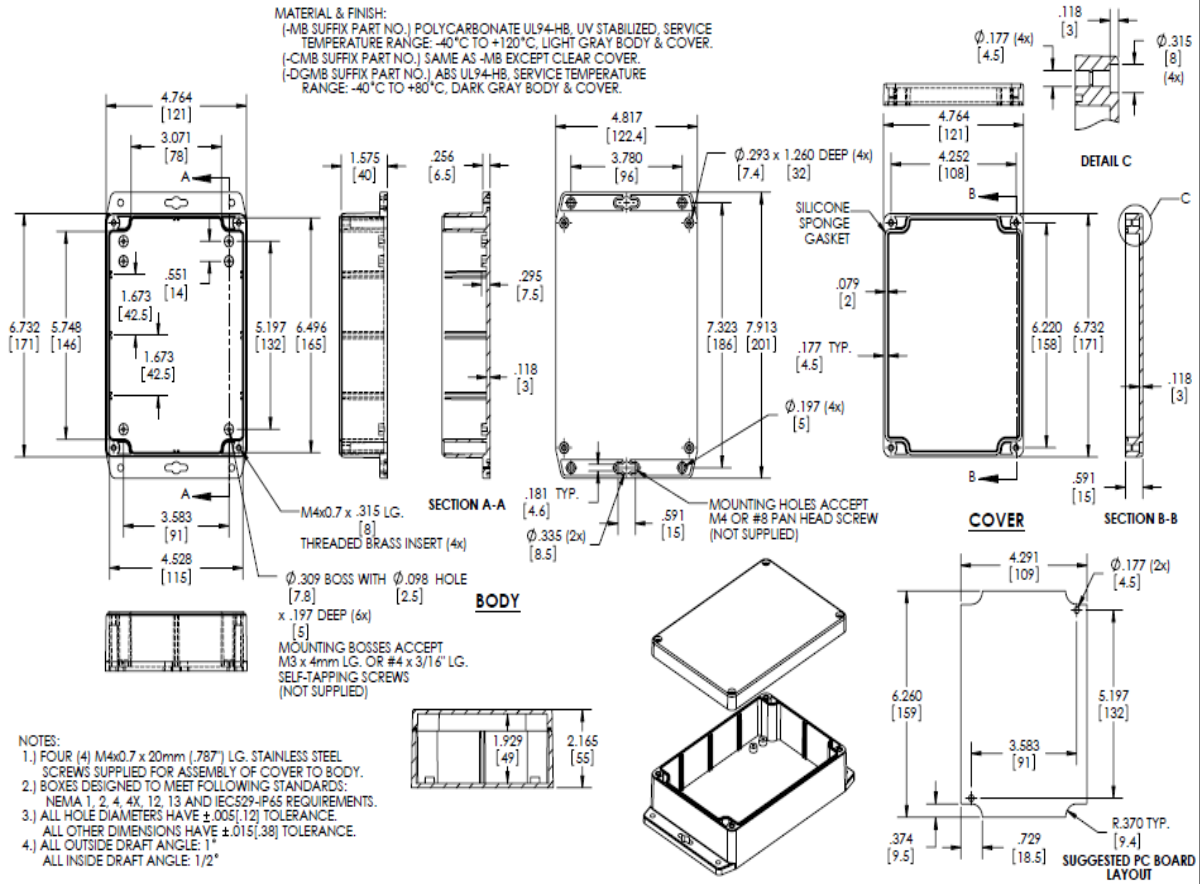 MATERIAL & FINISH:
(-MB SUFFIX PART NO.) POLYCARBONATE UL94-HB, UV STABILIZED, SERVICE
TEMPERATURE RANGE: -40°C TO +120°C, LIGHT GRAY BODY & COVER.
(-CMB SUFFIX PART NO.) SAME AS -MB EXCEPT CLEAR COVER.
(-DGMB SUFFIX PART NO.) ABS UL94-HB, SERVICE TEMPERATURE
RANGE: -40°C TO +80°C, DARK GRAY BODY & COVER.
4.764
[121]
3.071
[78]
A
.551
[14]
1.673
[42.5]
6.732
[171]
5.748
[146]
5.197
[132]
6.496
[165]
1.673
[42.5]
A
3.583
[91]
4.528
[115]
1.575
[40]
.256
[6.5]
.295
[7.5]
.118
[3]
SECTION A-A
M4x0.7 x .315 LG.
[8]
THREADED BRASS INSERT (4x)
Ø.309 BOSS WITH Ø.098 HOLE
[7.8] [2.5]
x .197 DEEP (6x)
[5]
MOUNTING BOSSES ACCEPT
M3 x 4mm LG. OR #4 x 3/16" LG.
SELF-TAPPING SCREWS
(NOT SUPPLIED)
BODY
4.817
[122.4]
3.780
[96]
Ø.293 x 1.260 DEEP (4x)
[7.4] [32]
7.323
[186]
7.913
[201]
Ø.197 (4x)
[5]
.181 TYP.
[4.6]
Ø.335 (2x)
[8.5]
.591
[15]
MOUNTING HOLES ACCEPT
M4 OR #8 PAN HEAD SCREW
(NOT SUPPLIED)
4.764
[121]
4.252
[108]
B
SILICONE
SPONGE
GASKET
.079
[2]
.177 TYP.
[4.5]
6.220
[158]
6.732
[171]
B
COVER
.118
[3]
Ø.177 (4x)
[4.5]
Ø.315
[8]
(4x)
DETAIL C
C
.118
[3]
.591
[15]
SECTION B-B
1.929
[49]
2.165
[55]
4.291
[109]
Ø.177 (2x)
[4.5]
6.260
[159]
5.197
[132]
3.583
[91]
.374
[9.5]
.729
[18.5]
R.370 TYP.
[9.4]
SUGGESTED PC BOARD
LAYOUT
NOTES:
1.) FOUR (4) M4x0.7 x 20mm (.787") LG. STAINLESS STEEL
SCREWS SUPPLIED FOR ASSEMBLY OF COVER TO BODY.
2.) BOXES DESIGNED TO MEET FOLLOWING STANDARDS:
NEMA 1, 2, 4, 4X, 12, 13 AND IEC529-IP65 REQUIREMENTS.
3.) ALL HOLE DIAMETERS HAVE ±.005[.12] TOLERANCE.
ALL OTHER DIMENSIONS HAVE ±.015[.38] TOLERANCE.
4.) ALL OUTSIDE DRAFT ANGLE: 1°
ALL INSIDE DRAFT ANGLE: 1/2°